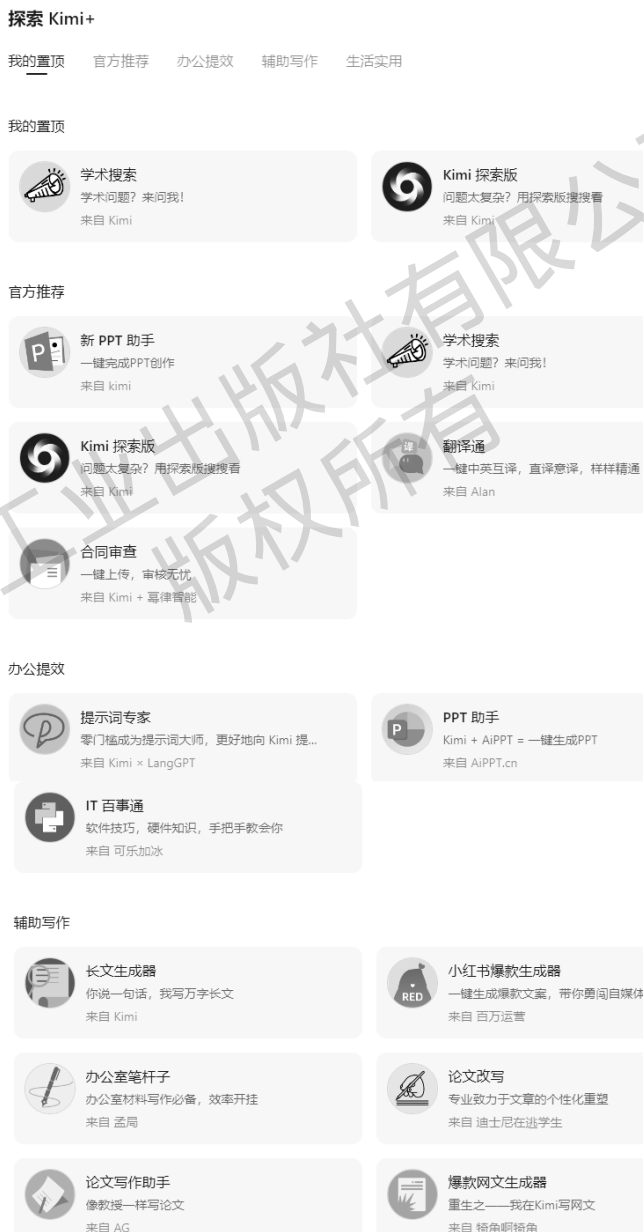 探索 Kimi+
我的置顶 官方推荐 办公提效 辅助写作 生活实用
我的置顶
学术搜索
学术问题？来问我！
来自 Kimi
Kimi 探索版
问题太复杂？用探索版搜搜看
来自 Kimi
官方推荐
新 PPT 助手
一键完成PPT创作
来自 kimi
学术搜索
学术问题？来问我！
来自 Kimi
Kimi 探索版
问题太复杂？用探索版搜搜看
来自 Kimi
翻译通
一键中英互译，直译意译，样样精通
来自 Alan
合同审查
一键上传，审核无忧
来自 Kimi + 幂律智能
办公提效
提示词专家
零门槛成为提示词大师，更好地向 Kimi 提...
来自 Kimi × LangGPT
PPT 助手
Kimi + AiPPT = 一键生成PPT
来自 AiPPT.cn
IT 百事通
软件技巧，硬件知识，手把手教会你
来自 可乐加冰
辅助写作
长文生成器
你说一句话，我写万字长文
来自 Kimi
RED
小红书爆款生成器
一键生成爆款文案，带你勇闯自媒体
来自 百万运营
办公室笔杆子
办公室材料写作必备，效率开挂
来自 孟局
论文改写
专业致力于文章的个性化重塑
来自 迪士尼在逃学生
论文写作助手
像教授一样写论文
来自 AG
爆款网文生成器
重生之——我在Kimi写网文
来自 犄角啊犄角
工业出版社有限公
版权所有